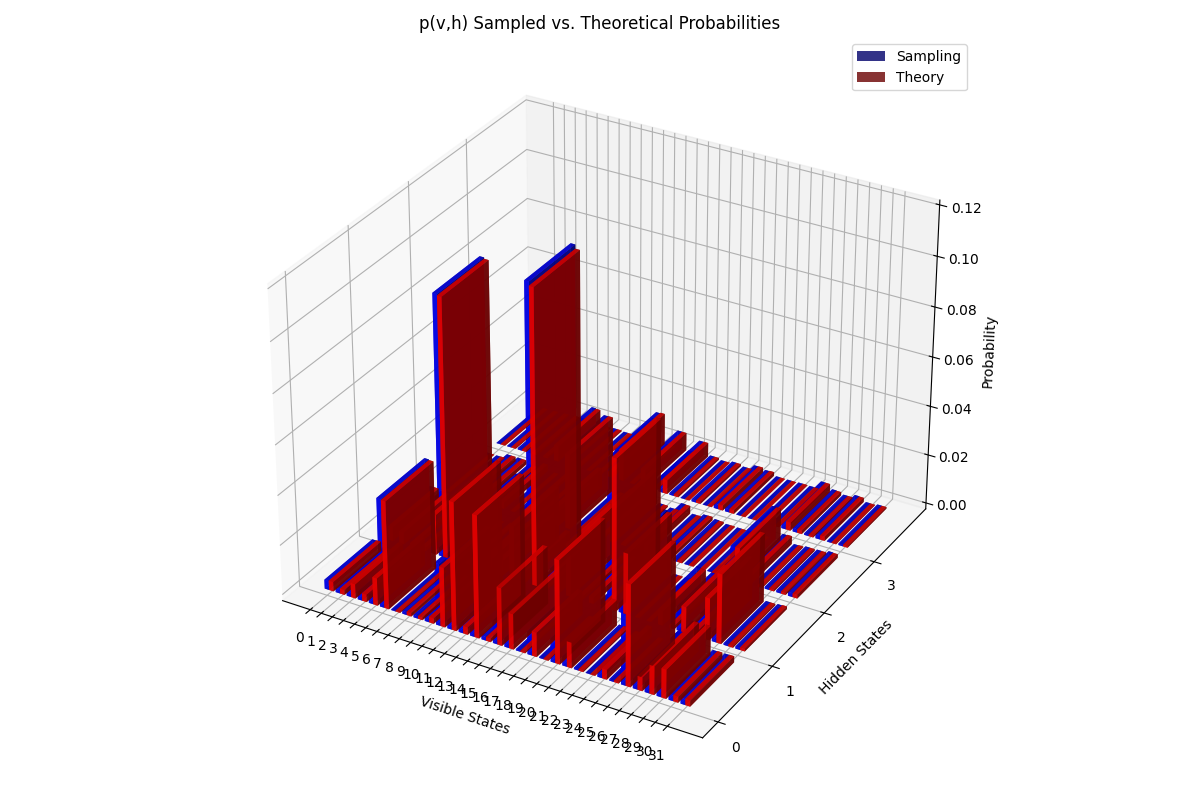 p(v,h) Sampled vs. Theoretical Probabilities
Sampling
Theory
0.12
0.10
0.08
0.06
0.04
0.02
0.00
Probability
0 1 2 3 4 5 6 7 8 9 10 11 12 13 14 15 16 17 18 19 20 21 22 23 24 25 26 27 28 29 30 31
Visible States
0
1
2
3
Hidden States